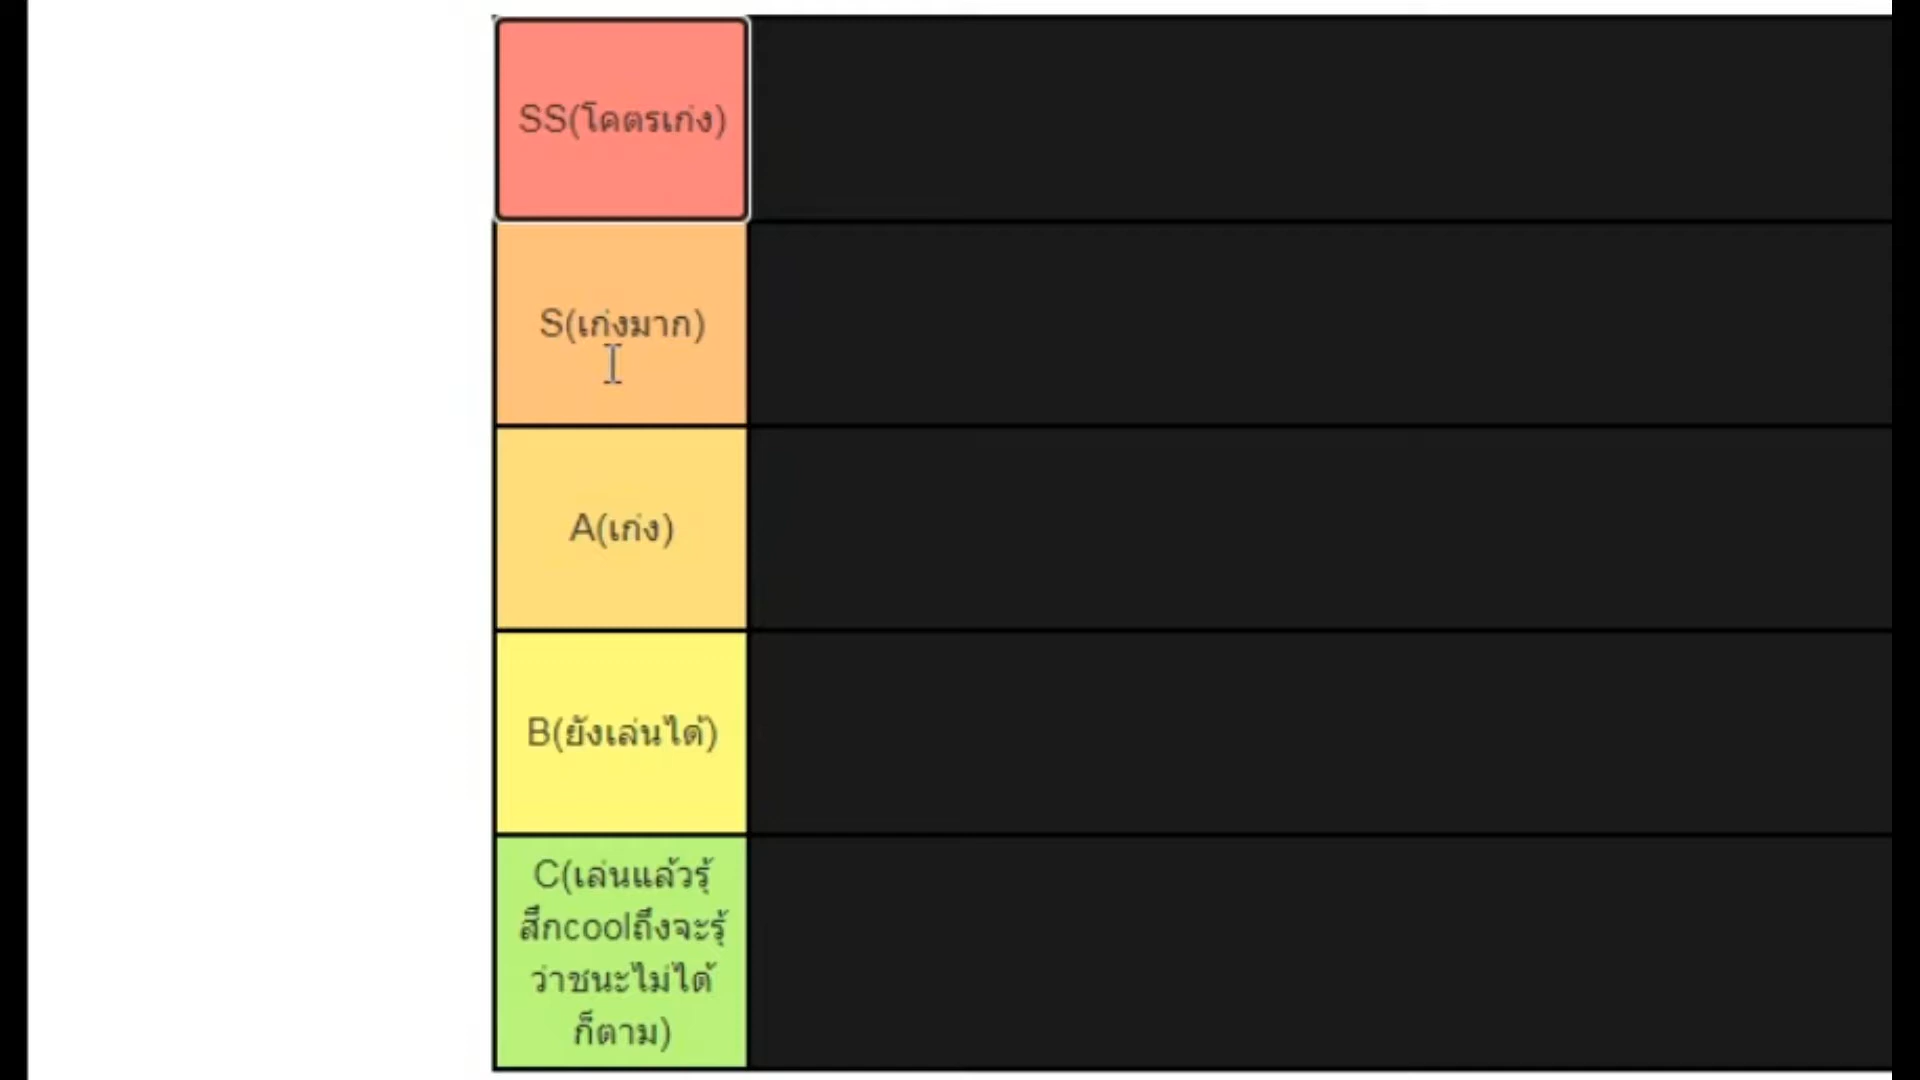 SS(โคตรเก่ง)
S(เก่งมาก)
A(เก่ง)
B(ยังเล่นได้)
C(เล่นแล้วรู้
สึกcoolถึงจะรู้
ว่าชนะไม่ได้
ก็ตาม)